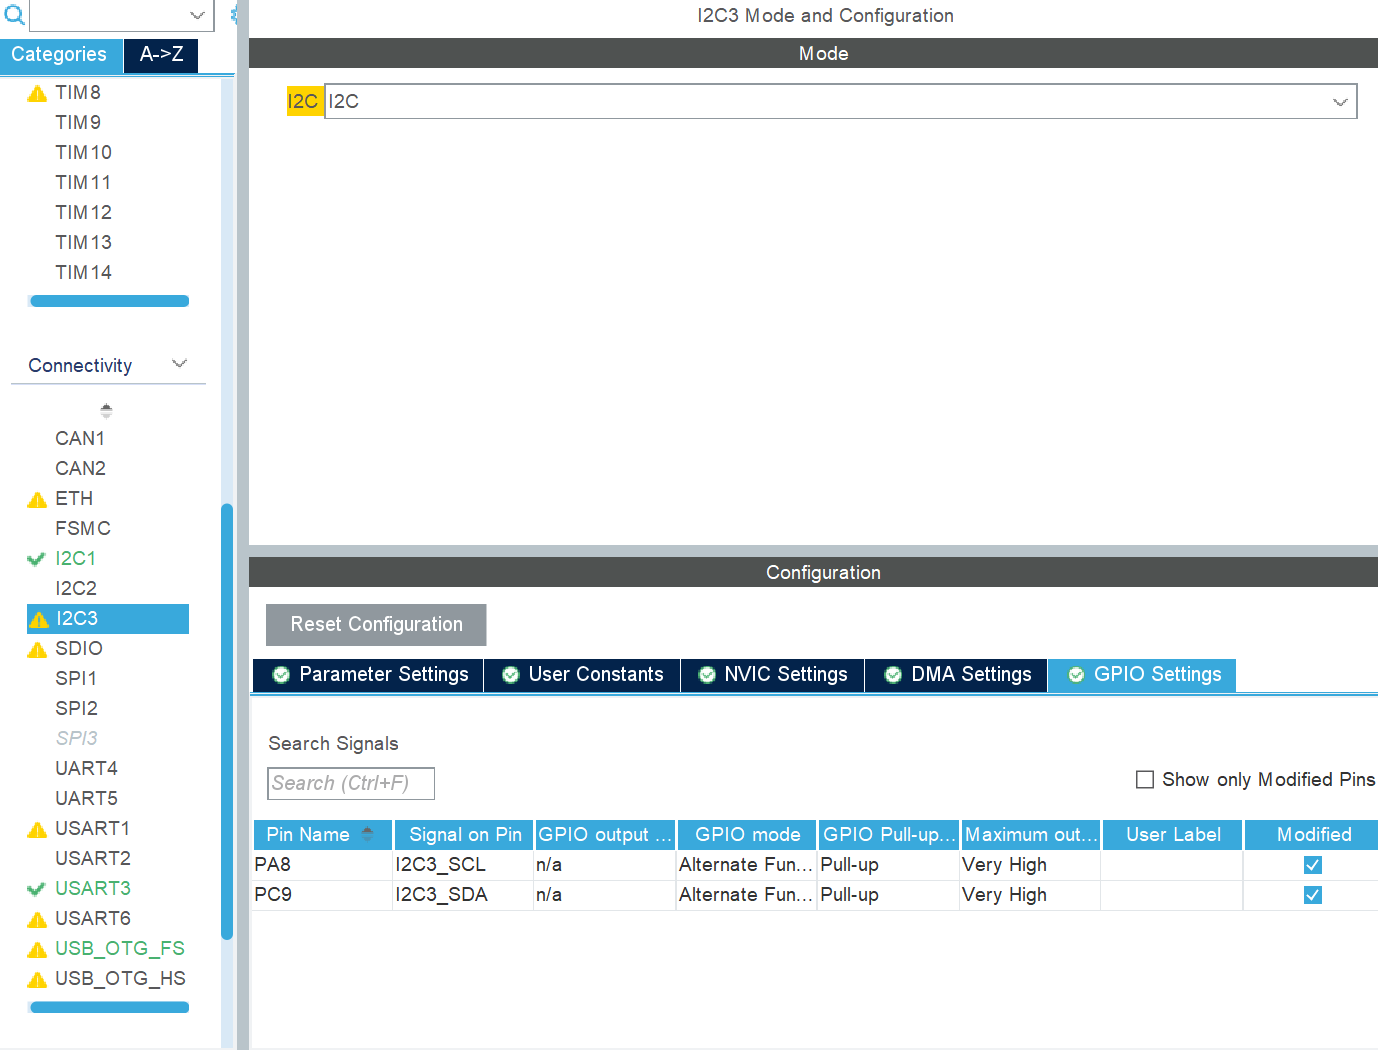 I2C3 Mode and Configuration
Categories
A->Z
TIM8
TIM9
TIM10
TIM11
TIM12
TIM13
TIM14
Connectivity
CAN1
CAN2
ETH
FSMC
I2C1
I2C2
I2C3
SDIO
SPI1
SPI2
SPI3
UART4
UART5
USART1
USART2
USART3
USART6
USB_OTG_FS
USB_OTG_HS
Mode
I2C I2C
Configuration
Reset Configuration
Parameter Settings User Constants NVIC Settings DMA Settings GPIO Settings
Search Signals
Search (Ctrl+F)
Show only Modified Pins
Pin Name Signal on Pin GPIO output ... GPIO mode GPIO Pull-up... Maximum out... User Label Modified
PA8 I2C3_SCL n/a Alternate Fun... Pull-up Very High
PC9 I2C3_SDA n/a Alternate Fun... Pull-up Very High